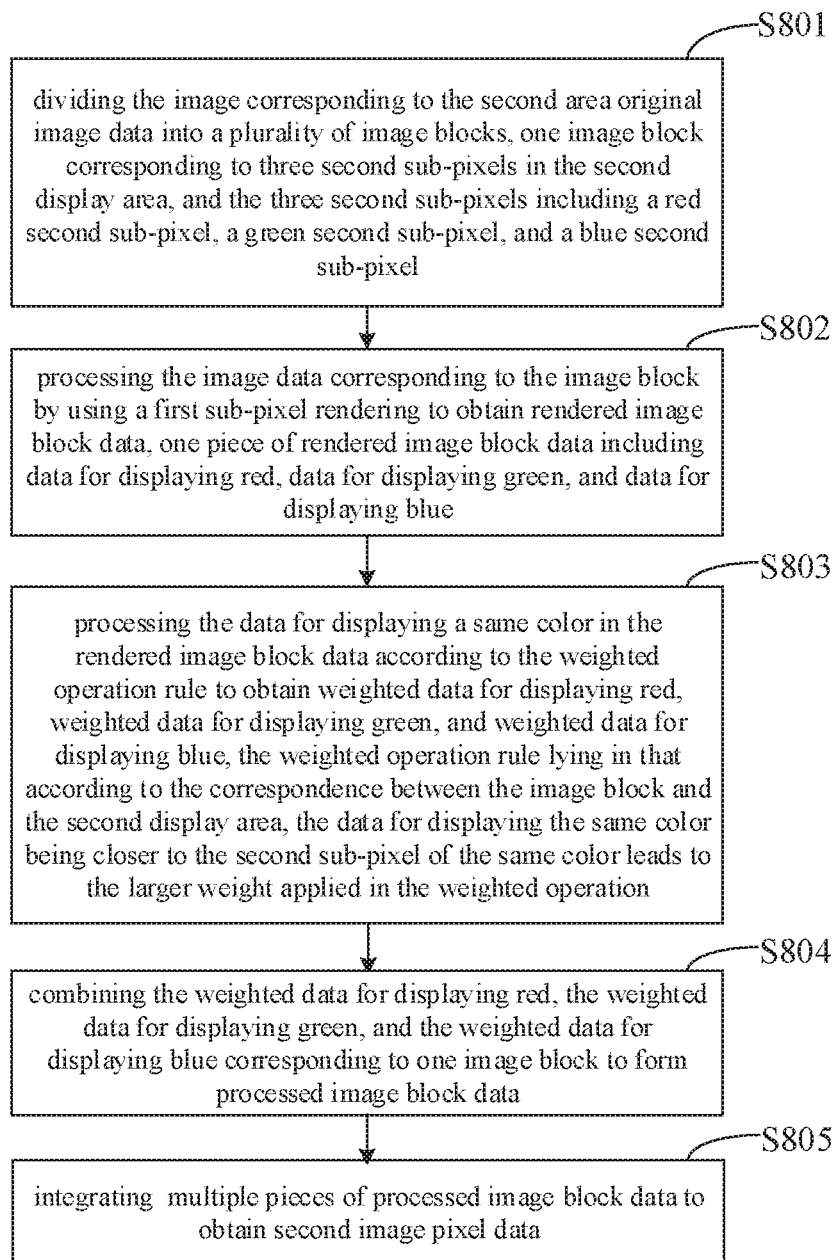 S801
dividing the image corresponding to the second area original
image data into a plurality of image blocks, one image block
corresponding to three second sub-pixels in the second
display area, and the three second sub-pixels including a red
second sub-pixel, a green second sub-pixel, and a blue second
sub-pixel
S802
processing the image data corresponding to the image block
by using a first sub-pixel rendering to obtain rendered image
block data, one piece of rendered image block data including
data for displaying red, data for displaying green, and data for
displaying blue
S803
processing the data for displaying a same color in the
rendered image block data according to the weighted
operation rule to obtain weighted data for displaying red,
weighted data for displaying green, and weighted data for
displaying blue, the weighted operation rule lying in that
according to the correspondence between the image block and
the second display area, the data for displaying the same color
being closer to the second sub-pixel of the same color leads to
the larger weight applied in the weighted operation
S804
combining the weighted data for displaying red, the weighted
data for displaying green, and the weighted data for
displaying blue corresponding to one image block to form
processed image block data
S805
integrating multiple pieces of processed image block data to
obtain second image pixel data